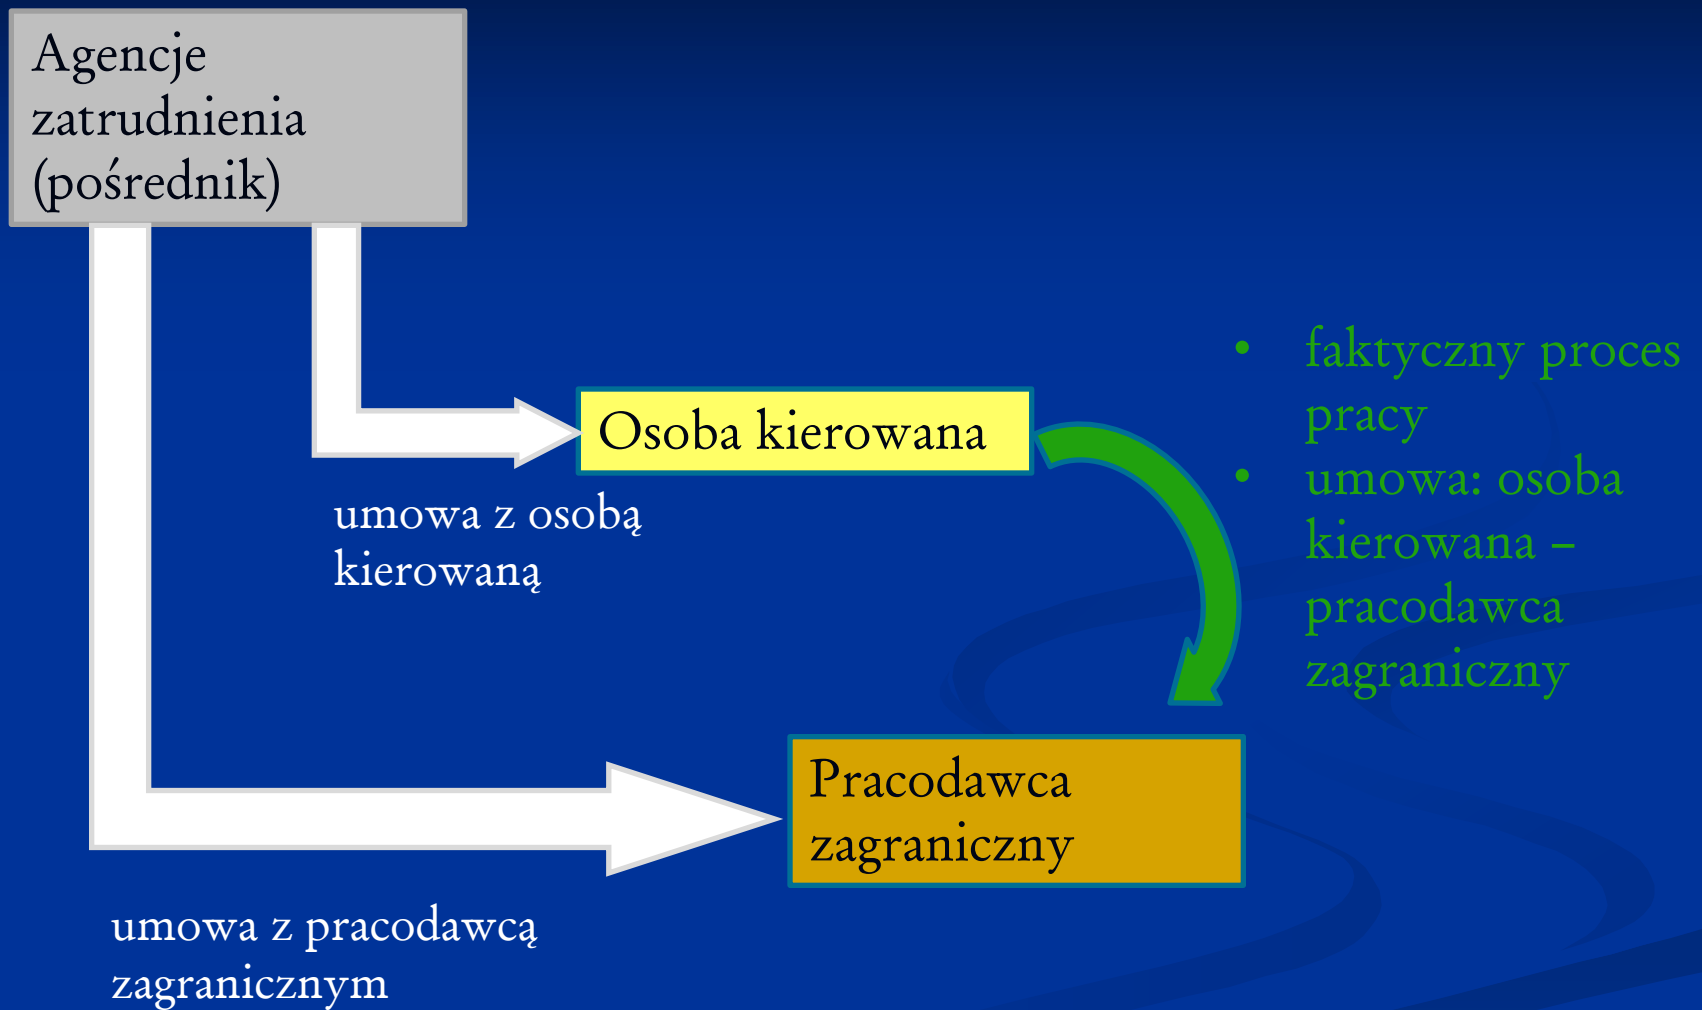 Agencje
zatrudnienia
(pośrednik)
• faktyczny proces
pracy
• umowa: osoba
kierowana –
pracodawca
zagraniczny
Osoba kierowana
umowa z osobą
kierowaną
Pracodawca
zagraniczny
umowa z pracodawcą
zagranicznym